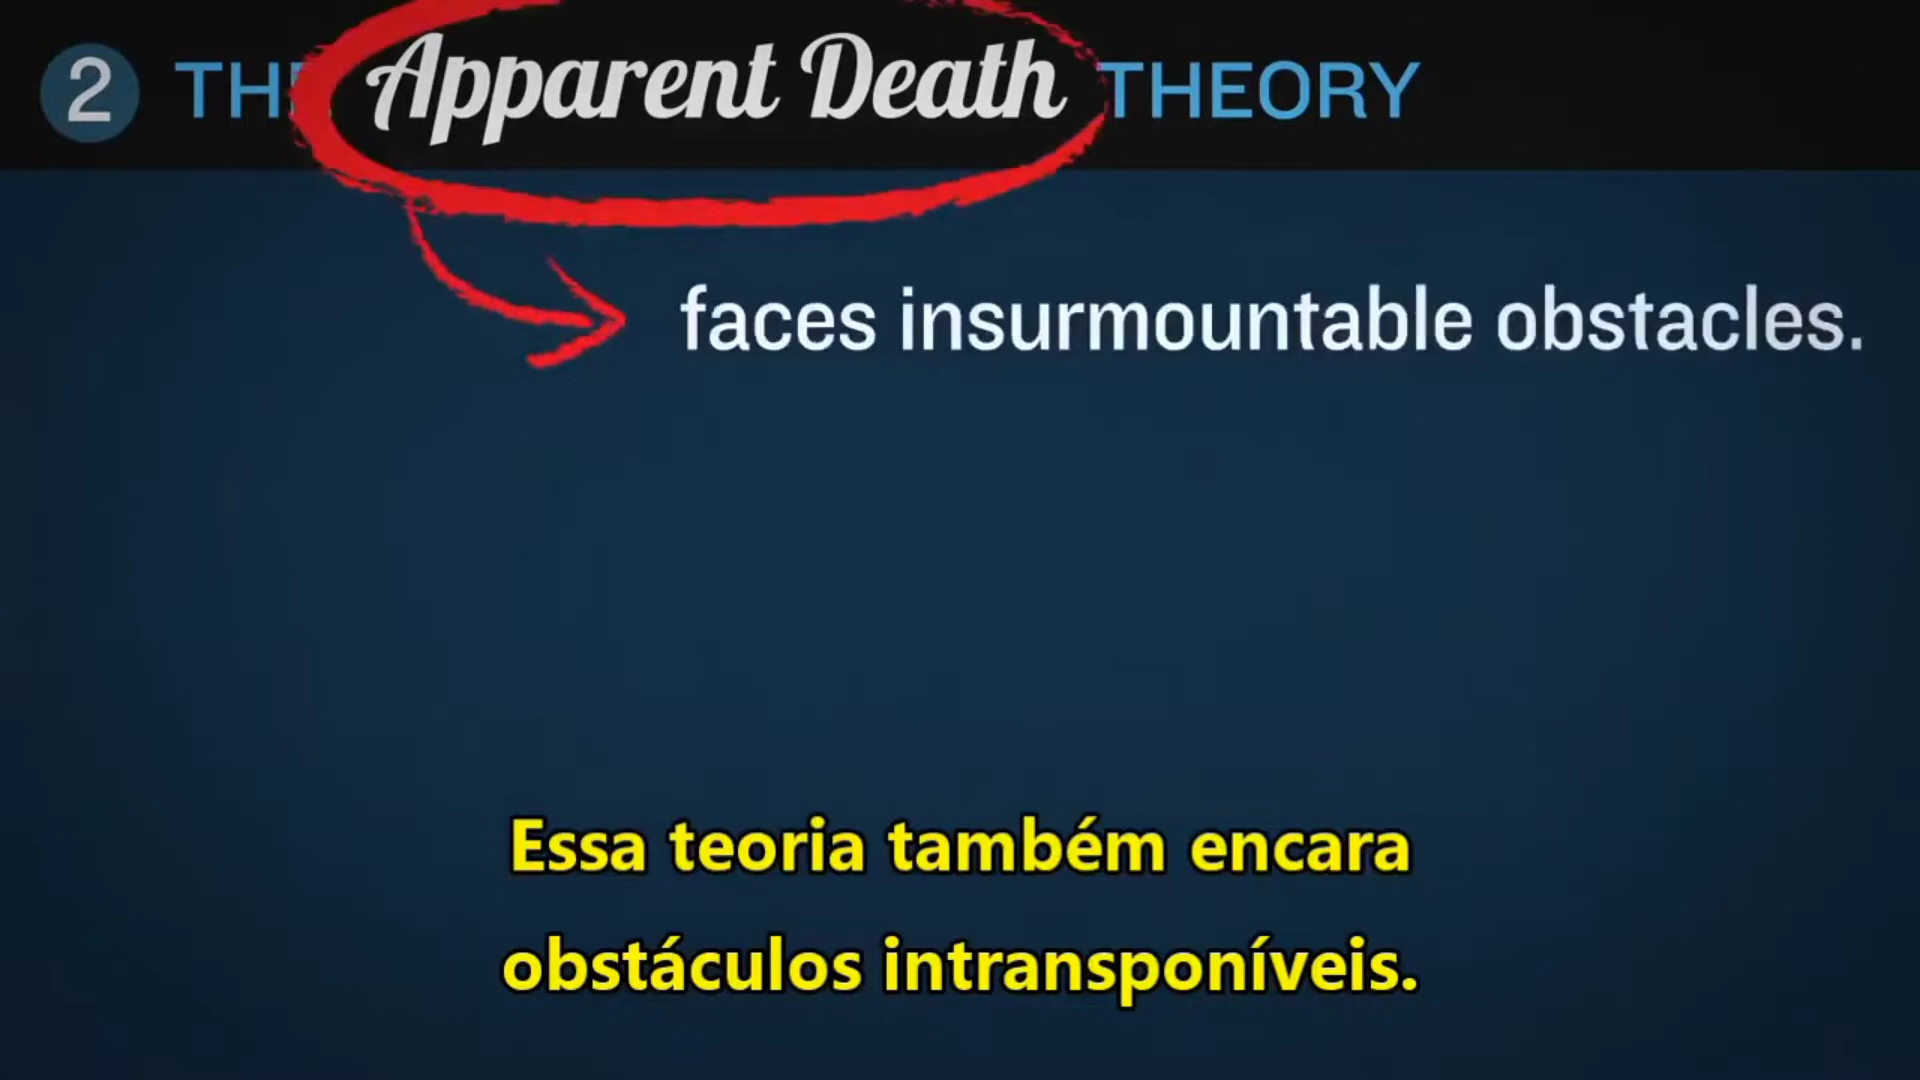 2 THE Apparent Death THEORY
faces insurmountable obstacles.
Essa teoria também encara
obstáculos intransponíveis.